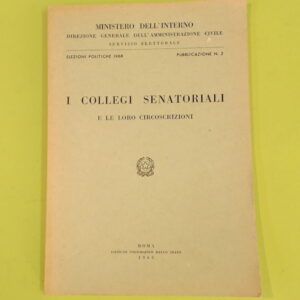 MINISTERO DELL'INTERNO
DIREZIONE GENERALE DELL'AMMINISTRAZIONE CIVILE
SERVIZIO ELETTORALE
ELEZIONI POLITICHE 1968
PUBBLICAZIONE N. 2
I COLLEGI SENATORIALI
E LE LORO CIRCOSCRIZIONI
ROMA
ISTITUTO POLIGRAFICO DELLO STATO
1968